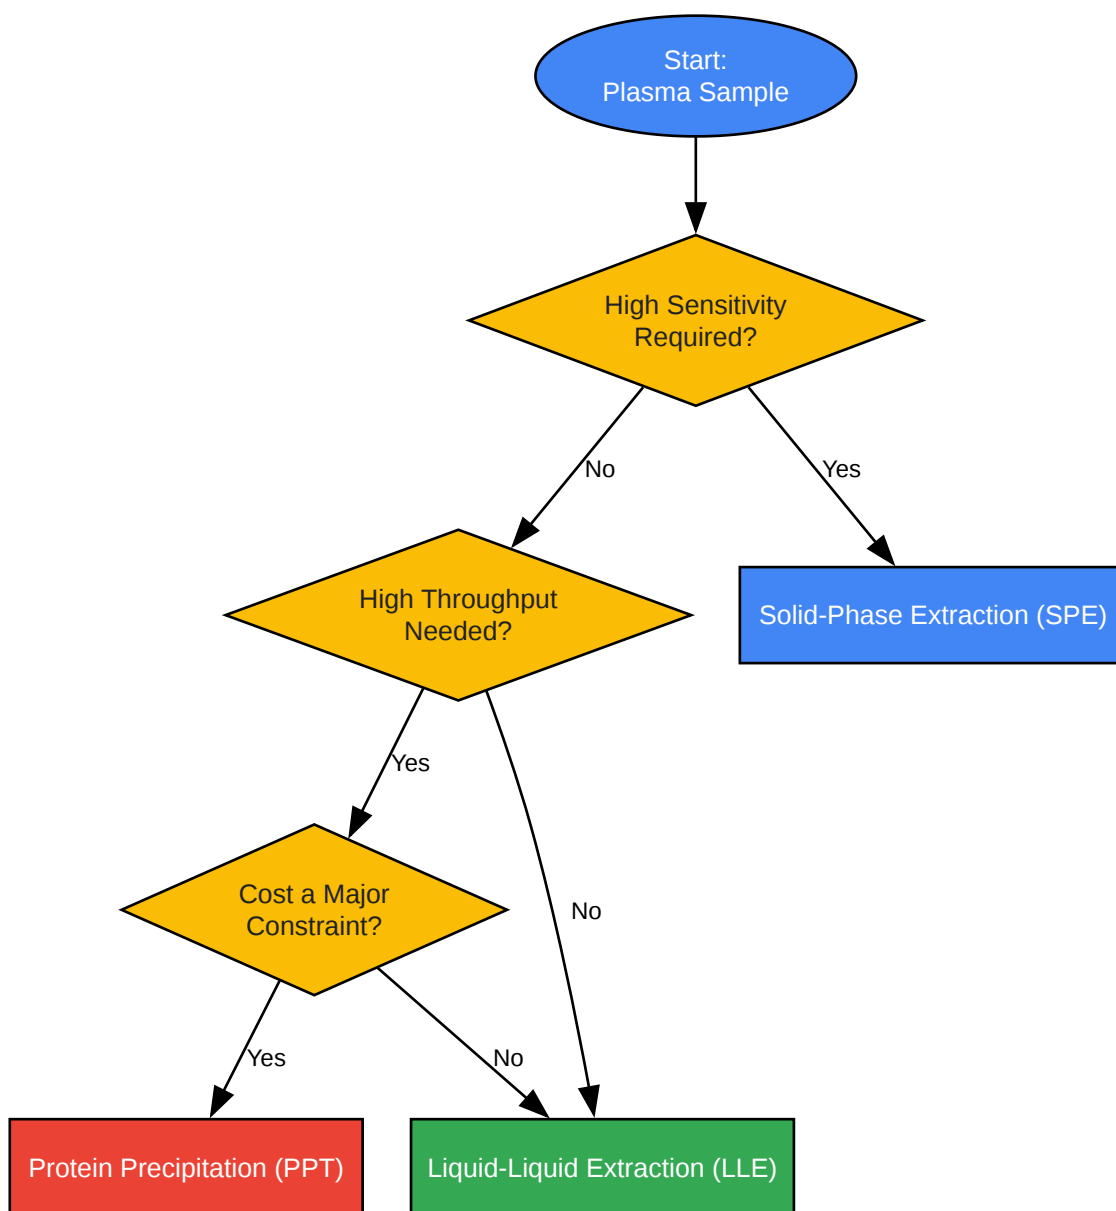 Start:
Plasma Sample
High Sensitivity
Required?
No
Yes
High Throughput
Needed?
Solid-Phase Extraction (SPE)
Yes
No
Cost a Major
Constraint?
Yes
No
Protein Precipitation (PPT)
Liquid-Liquid Extraction (LLE)